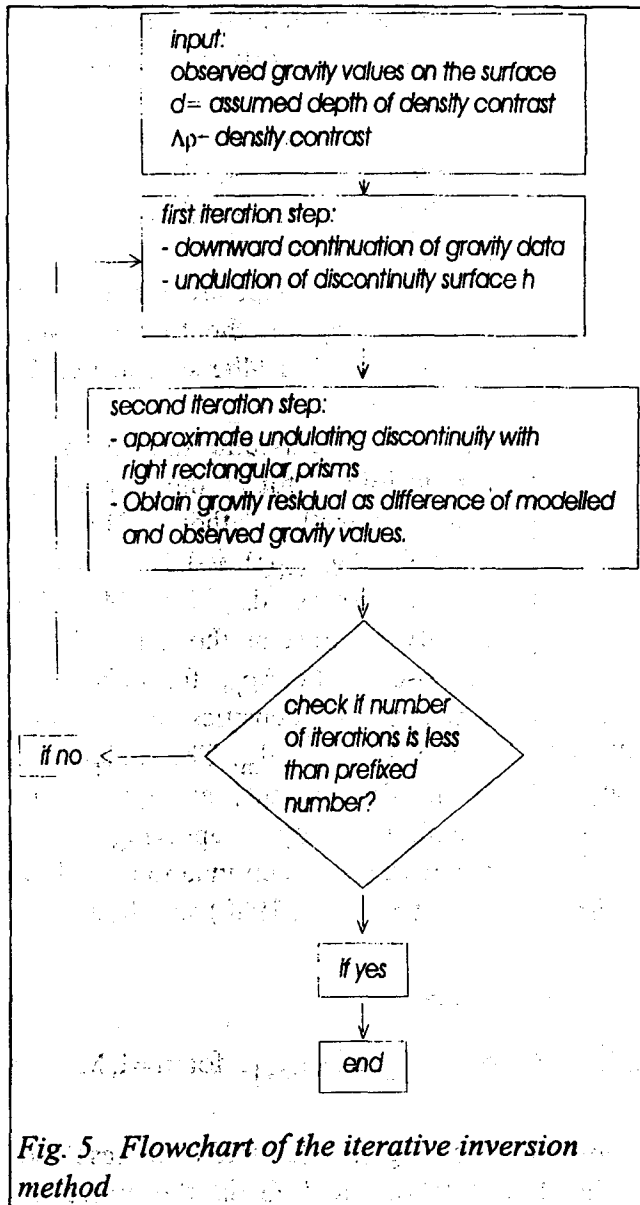 input:
observed gravity values on the surface
d= assumed depth of density contrast
Δρ- density contrast
first iteration step:
- downward continuation of gravity data
- undulation of discontinuity surface h
second iteration step:
- approximate undulating discontinuity with
right rectangular prisms
- Obtain gravity residual as difference of modelled
and observed gravity values.
check if number
of iterations is less
than prefixed
number?
if no
if yes
end
Fig. 5 Flowchart of the iterative inversion
method